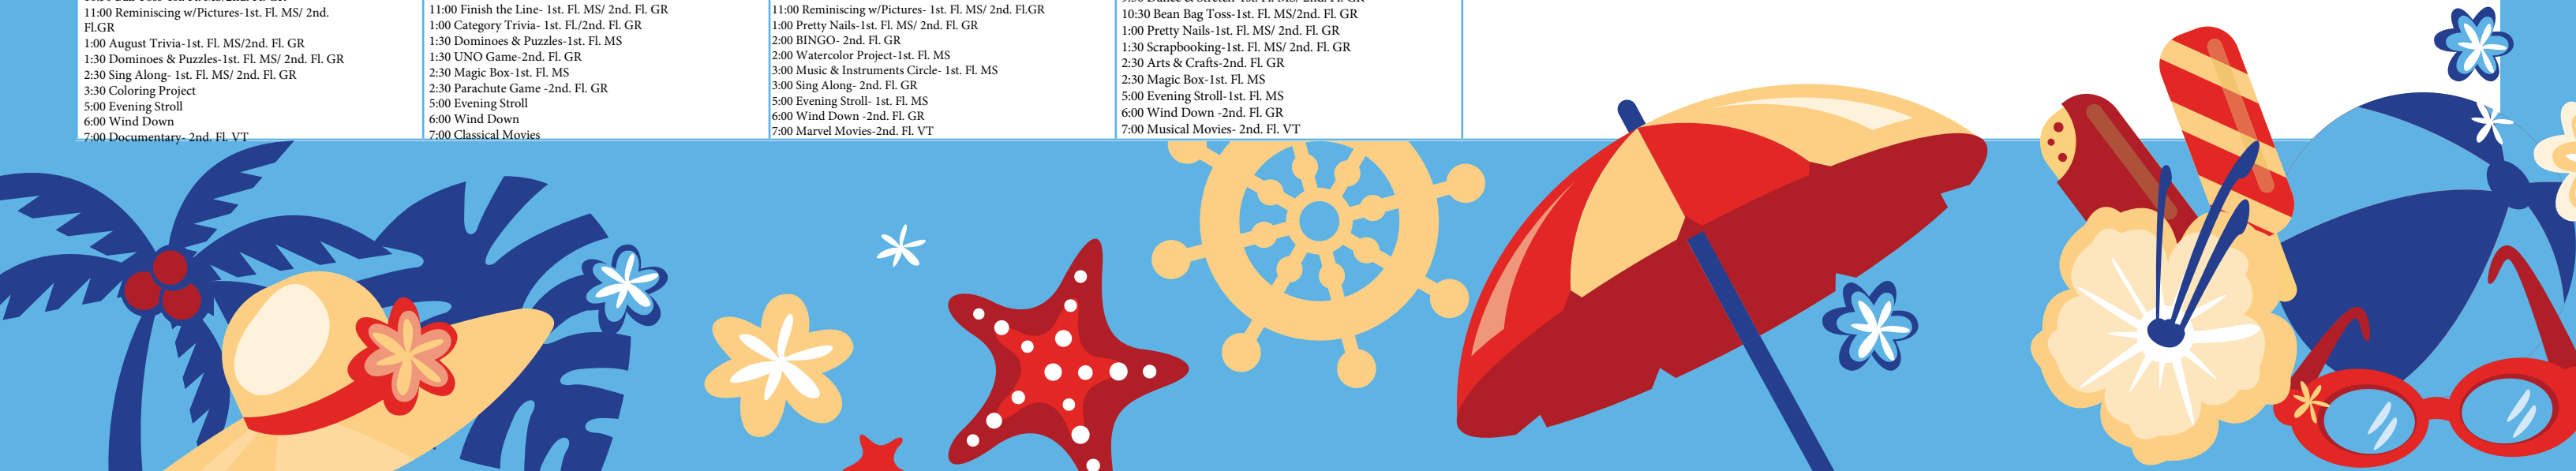 11:00 Reminiscing w/Pictures-1st. Fl. MS/ 2nd.
Fl.GR
1:00 August Trivia-1st. Fl. MS/2nd. Fl. GR
1:30 Dominoes & Puzzles-1st. Fl. MS/ 2nd. Fl. GR
2:30 Sing Along- 1st. Fl. MS/ 2nd. Fl. GR
3:30 Coloring Project
5:00 Evening Stroll
6:00 Wind Down
7:00 Documentary- 2nd. Fl. VT
11:00 Finish the Line- 1st. Fl. MS/ 2nd. Fl. GR
1:00 Category Trivia- 1st. Fl./2nd. Fl. GR
1:30 Dominoes & Puzzles-1st. Fl. MS
1:30 UNO Game-2nd. Fl. GR
2:30 Magic Box-1st. Fl. MS
2:30 Parachute Game -2nd. Fl. GR
5:00 Evening Stroll
6:00 Wind Down
7:00 Classical Movies
11:00 Reminiscing w/Pictures- 1st. Fl. MS/ 2nd. Fl.GR
1:00 Pretty Nails-1st. Fl. MS/ 2nd. Fl. GR
2:00 BINGO- 2nd. Fl. GR
2:00 Watercolor Project-1st. Fl. MS
3:00 Music & Instruments Circle- 1st. Fl. MS
3:00 Sing Along- 2nd. Fl. GR
5:00 Evening Stroll- 1st. Fl. MS
6:00 Wind Down -2nd. Fl. GR
7:00 Marvel Movies-2nd. Fl. VT
10:30 Bean Bag Toss-1st. Fl. MS/2nd. Fl. GR
1:00 Pretty Nails-1st. Fl. MS/ 2nd. Fl. GR
1:30 Scrapbooking-1st. Fl. MS/ 2nd. Fl. GR
2:30 Arts & Crafts-2nd. Fl. GR
2:30 Magic Box-1st. Fl. MS
5:00 Evening Stroll-1st. Fl. MS
6:00 Wind Down -2nd. Fl. GR
7:00 Musical Movies- 2nd. Fl. VT